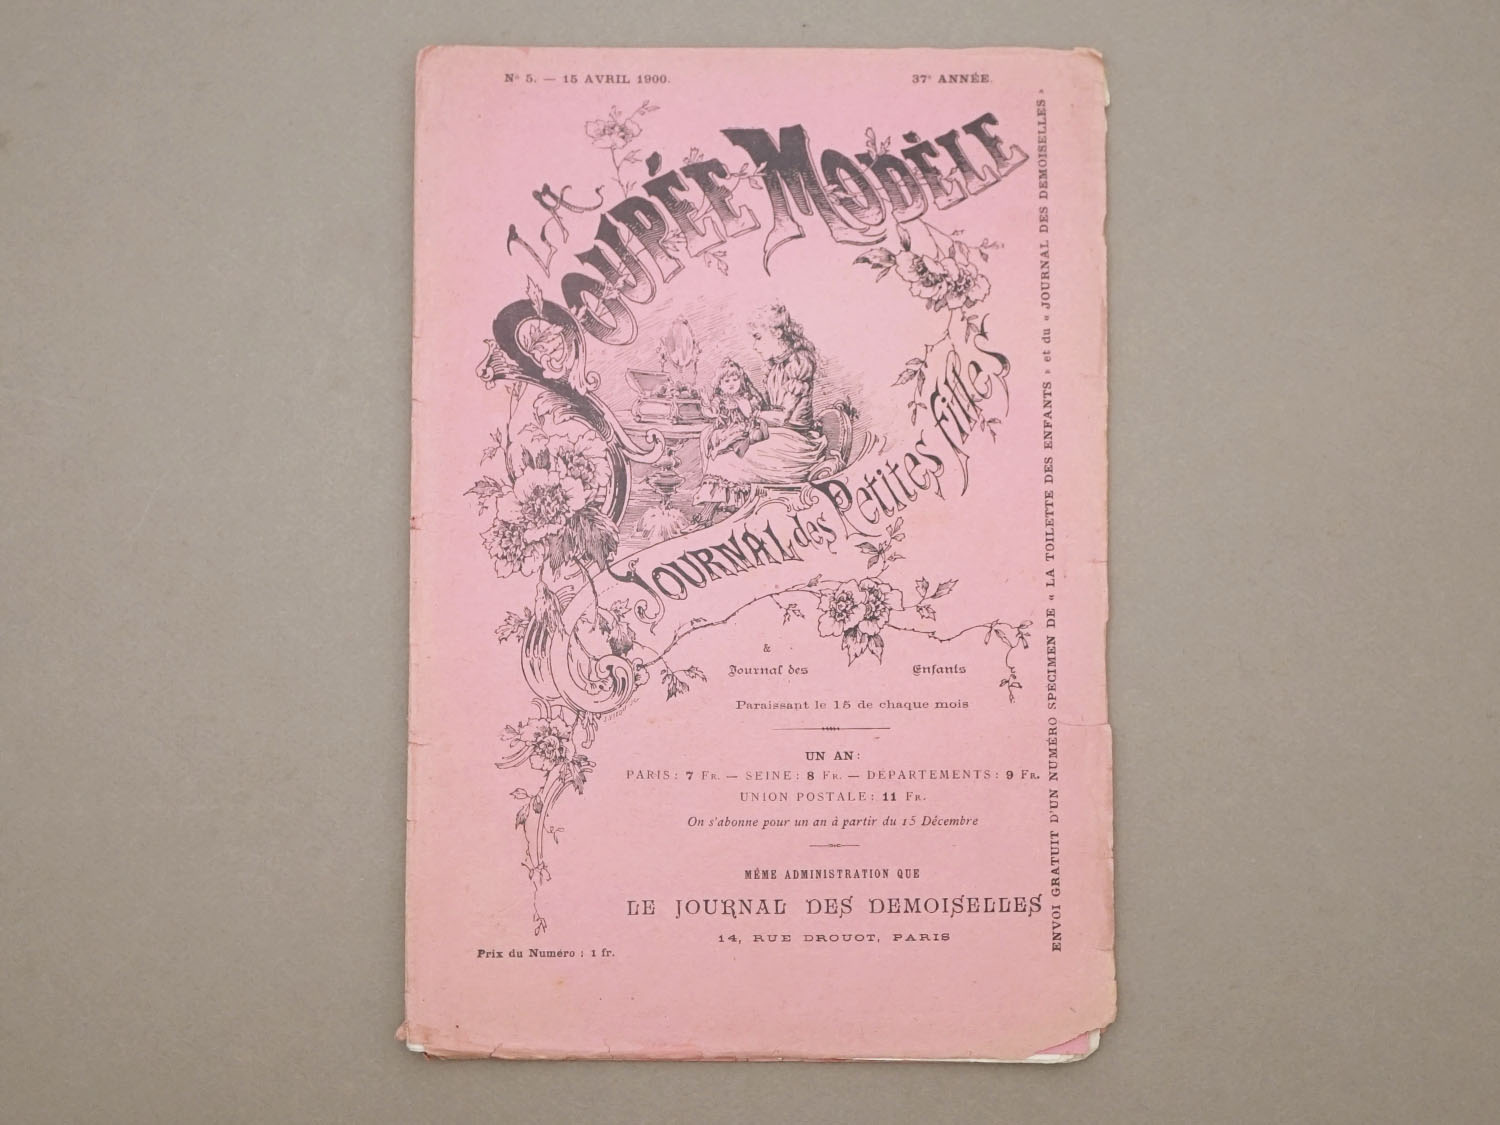 Nº 5. — 15 AVRIL 1900.
37ᵉ ANNÉE.
LA
POUPÉE MODÈLE
JOURNAL des Petites filles
&
Journal des Enfants
Paraissant le 15 de chaque mois
UN AN:
PARIS: 7 Fr. — SEINE: 8 Fr. — DÉPARTEMENTS: 9 Fr.
UNION POSTALE: 11 Fr.
On s'abonne pour un an à partir du 15 Décembre
MÊME ADMINISTRATION QUE
LE JOURNAL DES DEMOISELLES
14, RUE DROUOT, PARIS
Prix du Numéro : 1 fr.
ENVOI GRATUIT D'UN NUMÉRO SPECIMEN DE « LA TOILETTE DES ENFANTS » et du « JOURNAL DES DEMOISELLES »